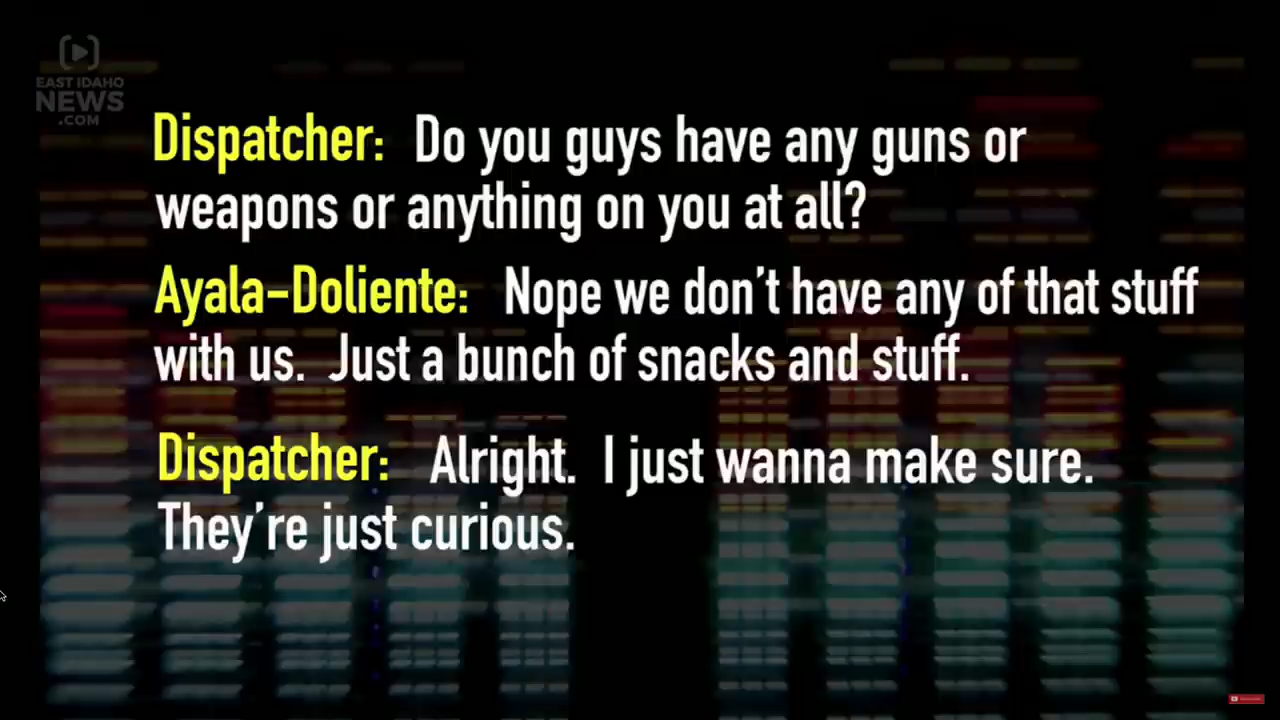 EAST IDAHO
NEWS
.COM
Dispatcher: Do you guys have any guns or
weapons or anything on you at all?
Ayala-Doliente: Nope we don't have any of that stuff
with us. Just a bunch of snacks and stuff.
Dispatcher: Alright. I just wanna make sure.
They're just curious.